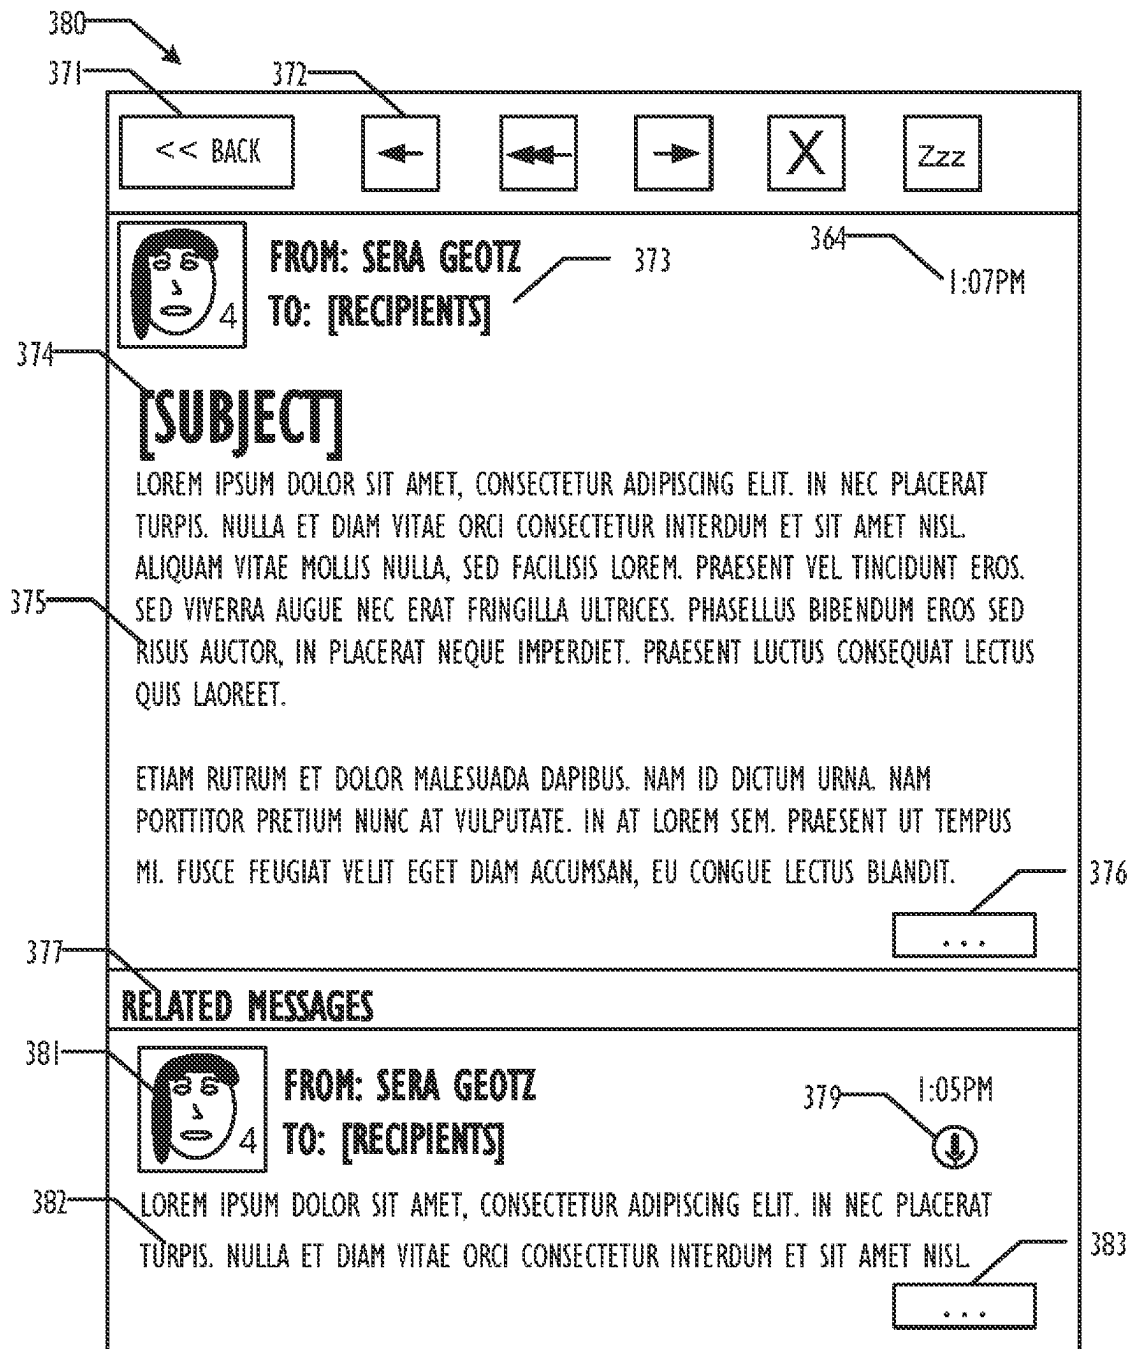 380
371
372
<< BACK
X
Zzz
364
FROM: SERA GEOTZ
373
1:07PM
TO: [RECIPIENTS]
4
374
[SUBJECT]
LOREM IPSUM DOLOR SIT AMET, CONSECTETUR ADIPISCING ELIT. IN NEC PLACERAT
TURPIS. NULLA ET DIAM VITAE ORCI CONSECTETUR INTERDUM ET SIT AMET NISL.
ALIQUAM VITAE MOLLIS NULLA, SED FACILISIS LOREM. PRAESENT VEL TINCIDUNT EROS.
375
SED VIVERRA AUGUE NEC ERAT FRINGILLA ULTRICES. PHASELLUS BIBENDUM EROS SED
RISUS AUCTOR, IN PLACERAT NEQUE IMPERDIET. PRAESENT LUCTUS CONSEQUAT LECTUS
QUIS LAOREET.
ETIAM RUTRUM ET DOLOR MALESUADA DAPIBUS. NAM ID DICTUM URNA. NAM
PORTTITOR PRETIUM NUNC AT VULPUTATE. IN AT LOREM SEM. PRAESENT UT TEMPUS
MI. FUSCE FEUGIAT VELIT EGET DIAM ACCUMSAN, EU CONGUE LECTUS BLANDIT.
376
...
377
RELATED MESSAGES
381
FROM: SERA GEOTZ
379
1:05PM
TO: [RECIPIENTS]
4
382
LOREM IPSUM DOLOR SIT AMET, CONSECTETUR ADIPISCING ELIT. IN NEC PLACERAT
TURPIS. NULLA ET DIAM VITAE ORCI CONSECTETUR INTERDUM ET SIT AMET NISL.
383
...